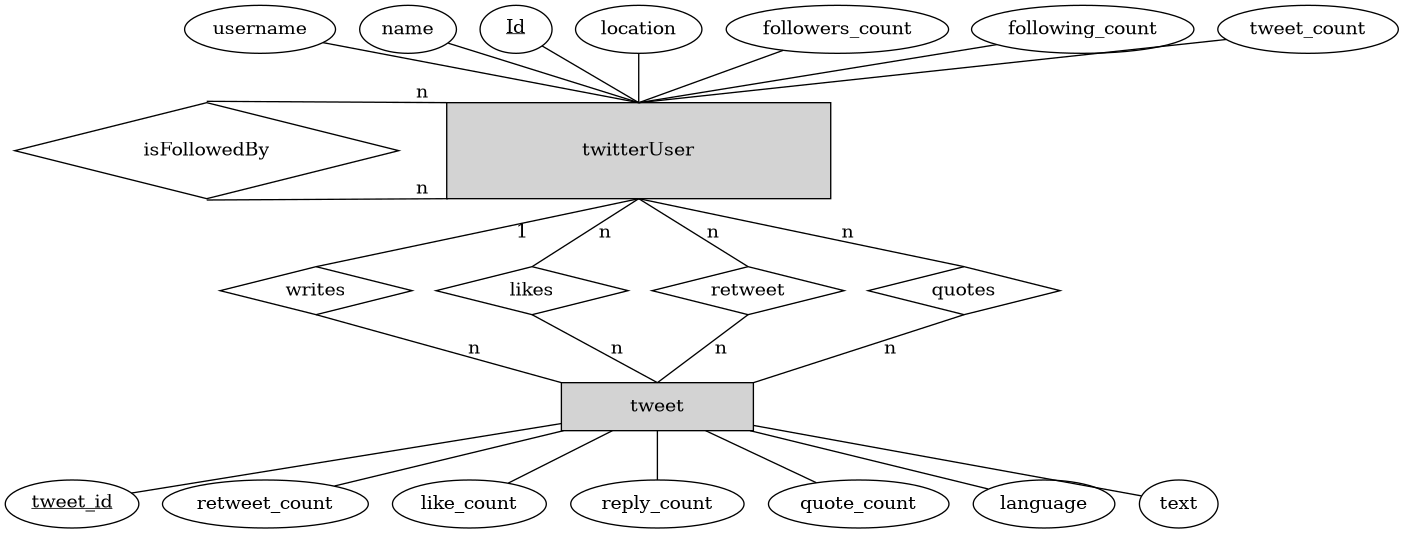 username
name
Id
location
followers_count
following_count
tweet_count
n
isFollowedBy
twitterUser
n
1
n
n
n
writes
likes
retweet
quotes
n
n
n
n
tweet
tweet_id
retweet_count
like_count
reply_count
quote_count
language
text